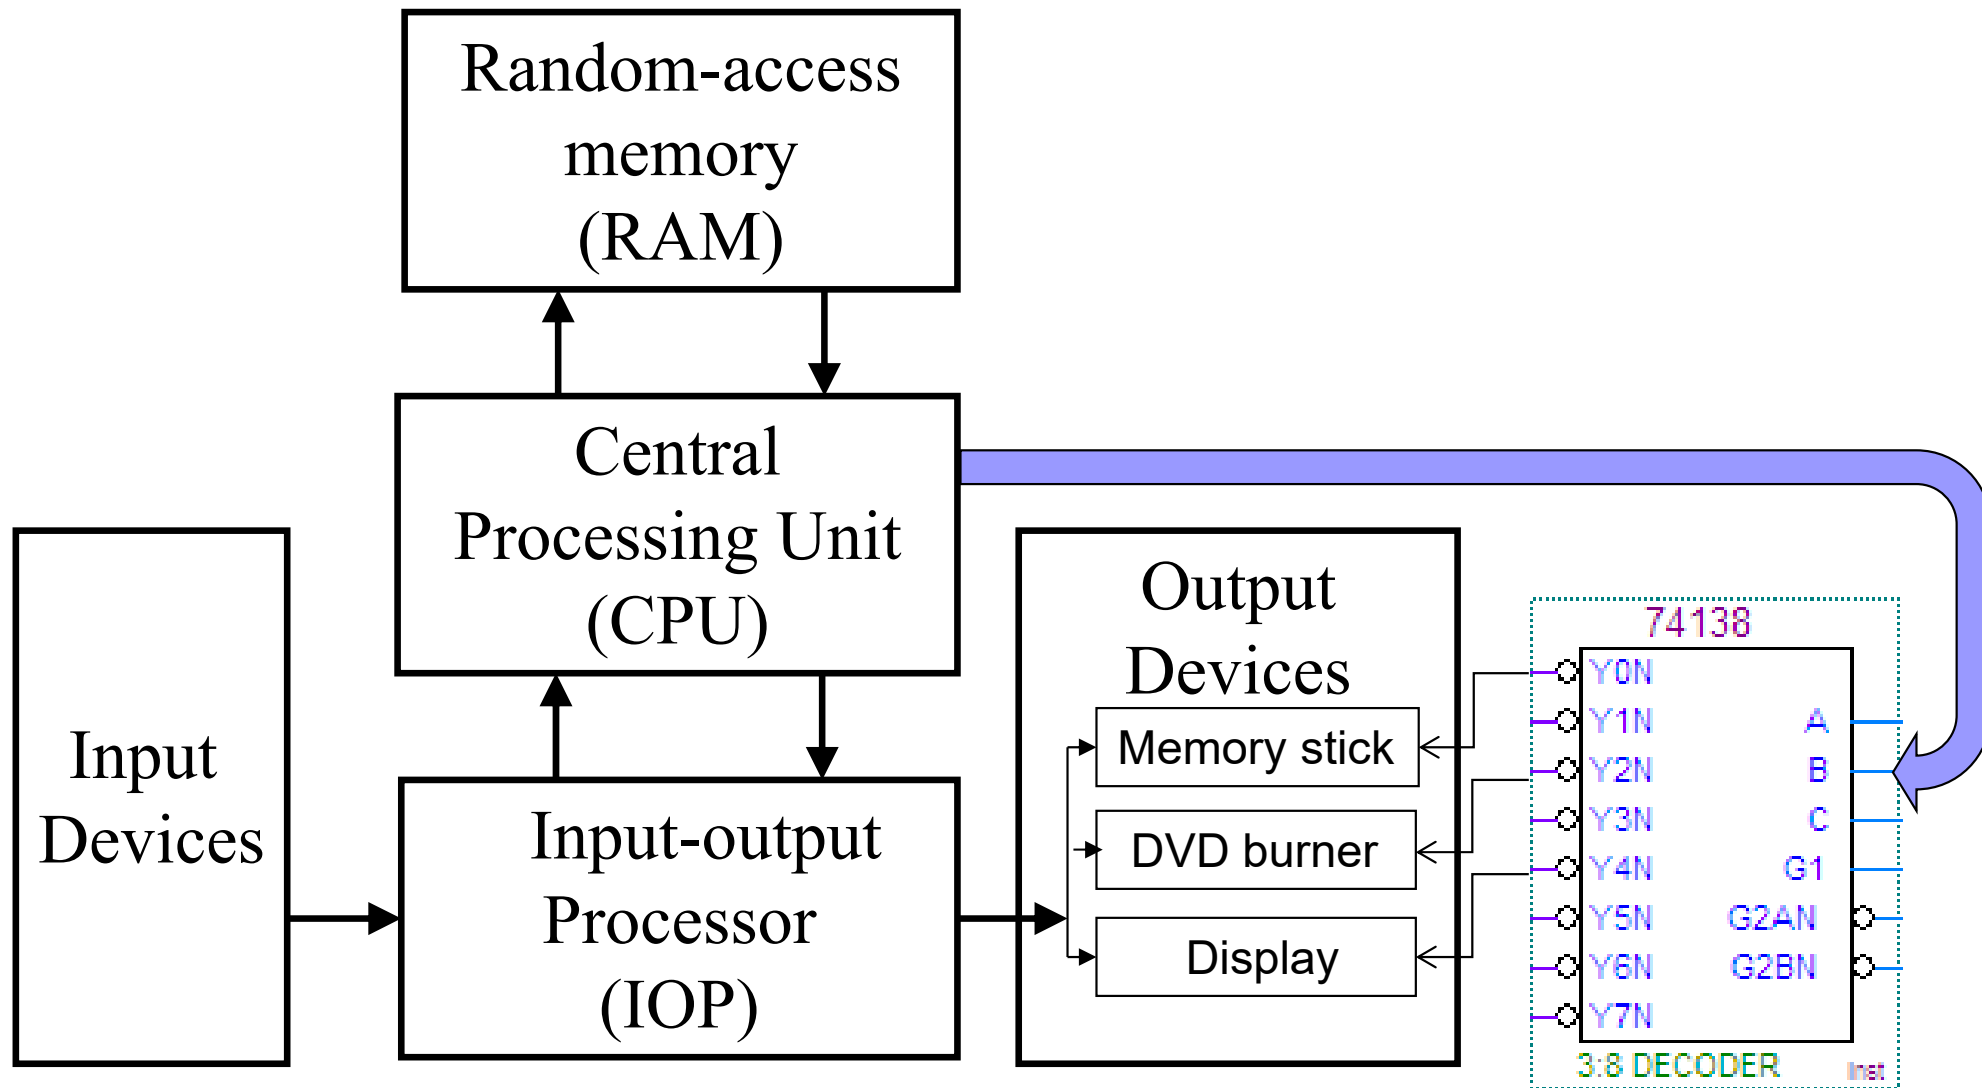 Random-access
memory
(RAM)
Central
Processing Unit
(CPU)
Input
Devices
Input-output
Processor
(IOP)
Output
Devices
Memory stick
DVD burner
Display
74138
Y0N
Y1N
A
Y2N
B
Y3N
C
Y4N
G1
Y5N
G2AN
Y6N
G2BN
Y7N
3:8 DECODER
inst